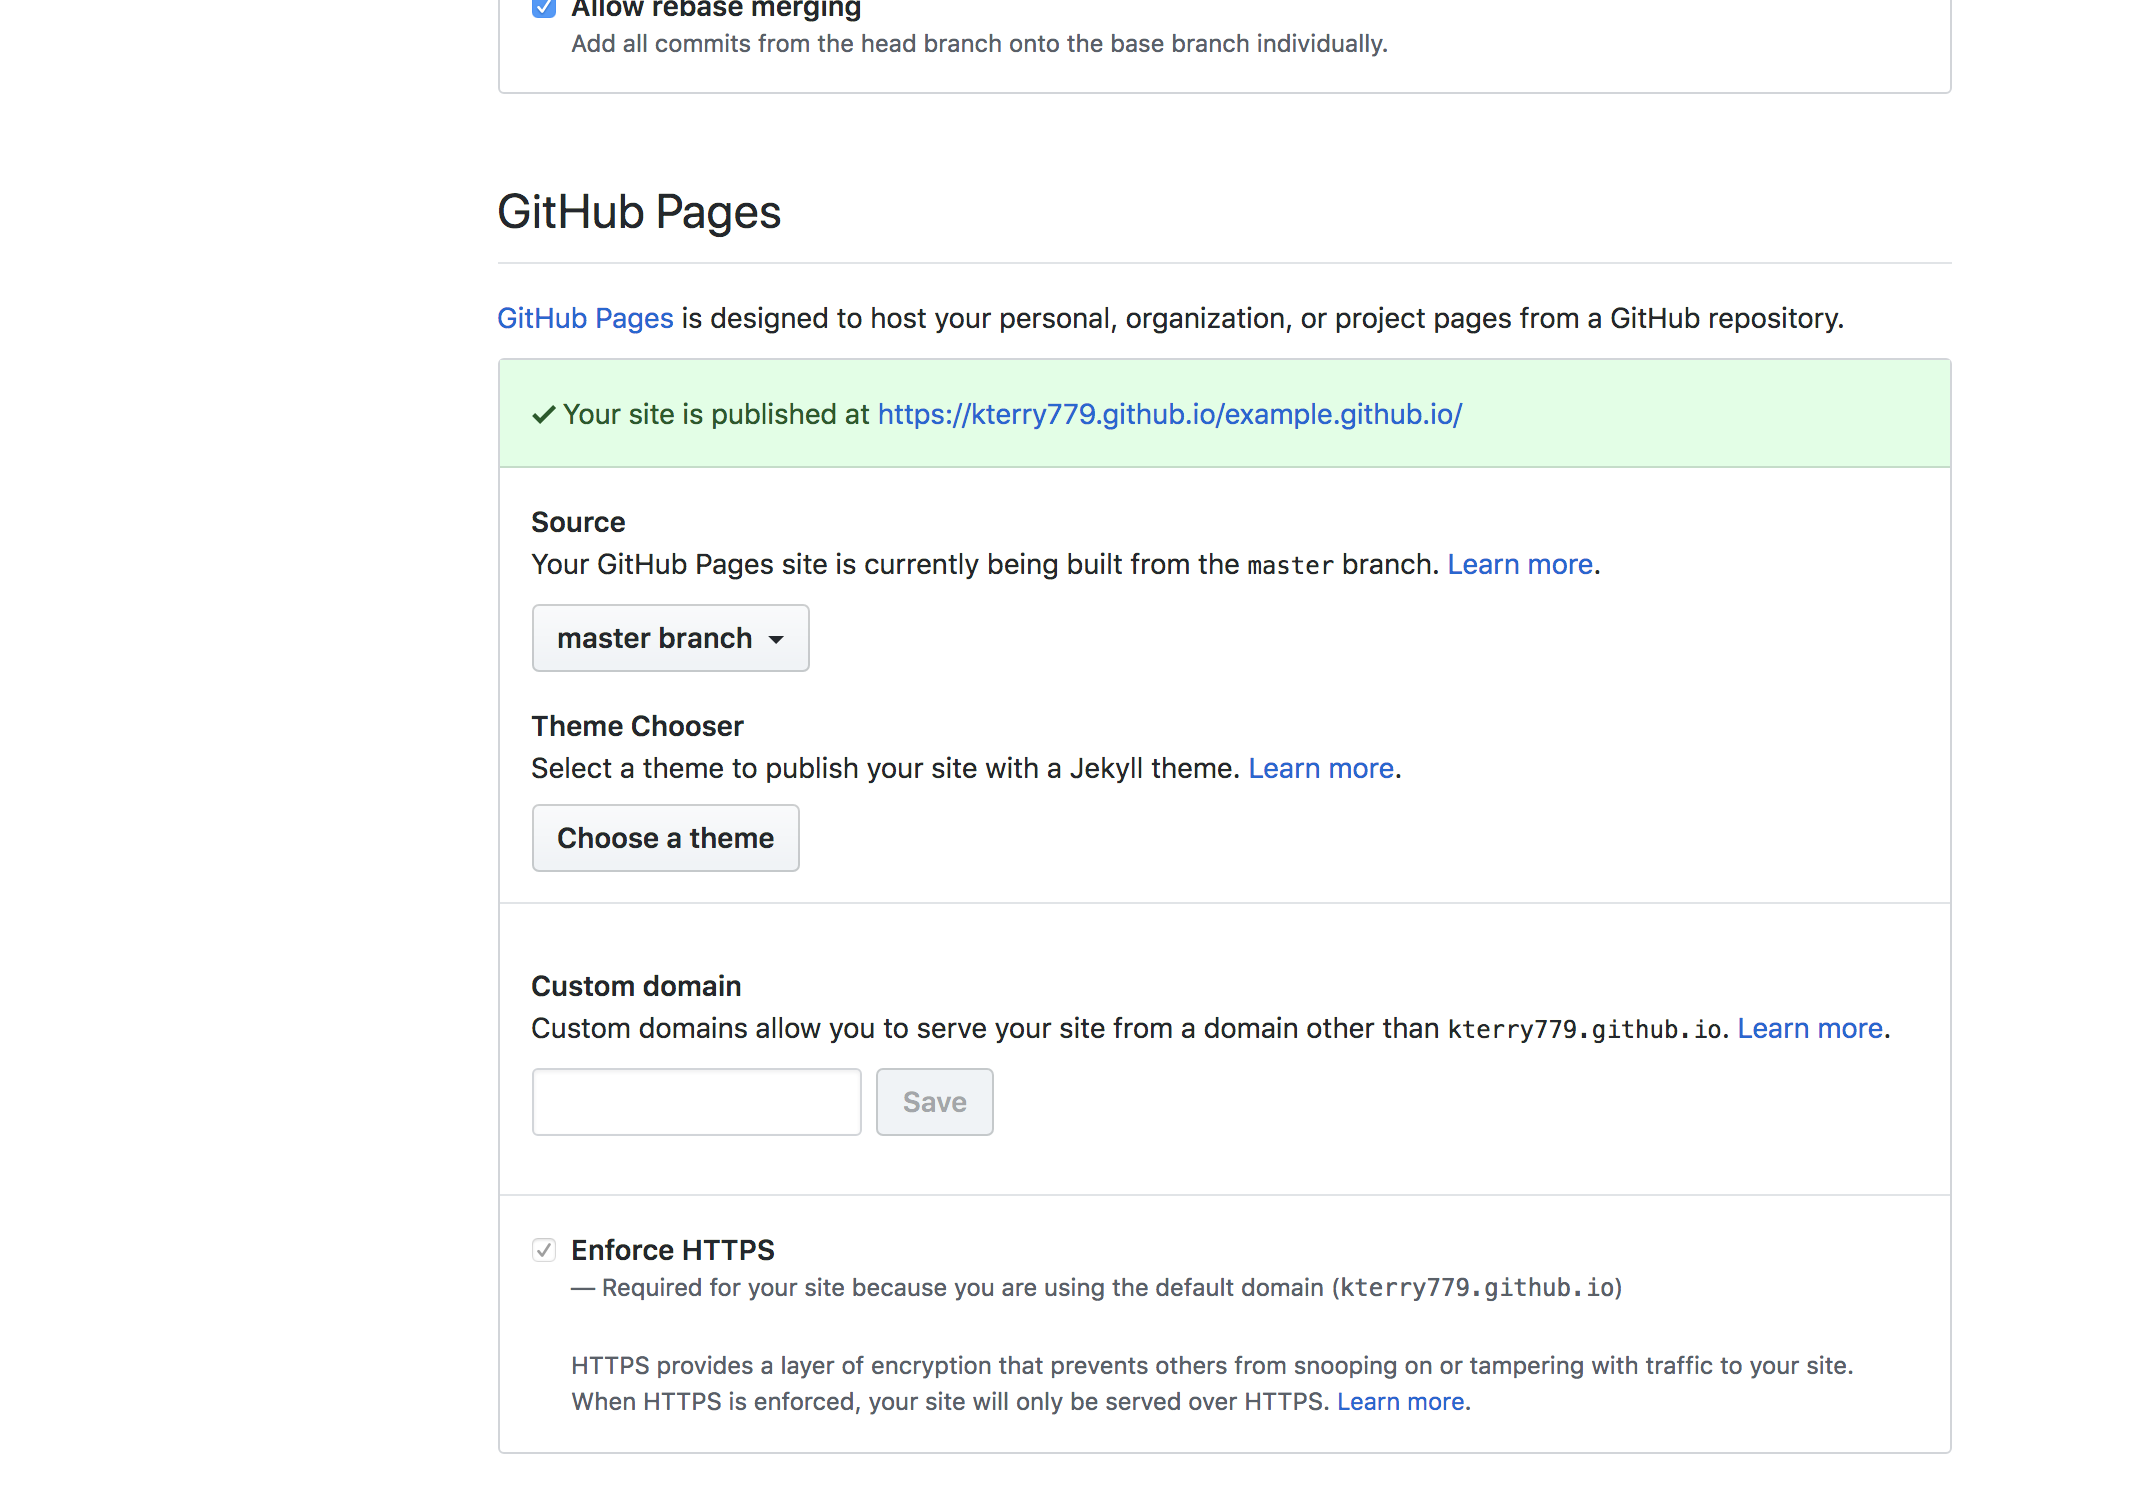 Allow rebase merging
Add all commits from the head branch onto the base branch individually.
GitHub Pages
GitHub Pages is designed to host your personal, organization, or project pages from a GitHub repository.
Your site is published at https://kterry779.github.io/example.github.io/
Source
Your GitHub Pages site is currently being built from the master branch. Learn more.
master branch
Theme Chooser
Select a theme to publish your site with a Jekyll theme. Learn more.
Choose a theme
Custom domain
Custom domains allow you to serve your site from a domain other than kterry779.github.io. Learn more.
Save
Enforce HTTPS
— Required for your site because you are using the default domain (kterry779.github.io)
HTTPS provides a layer of encryption that prevents others from snooping on or tampering with traffic to your site.
When HTTPS is enforced, your site will only be served over HTTPS. Learn more.